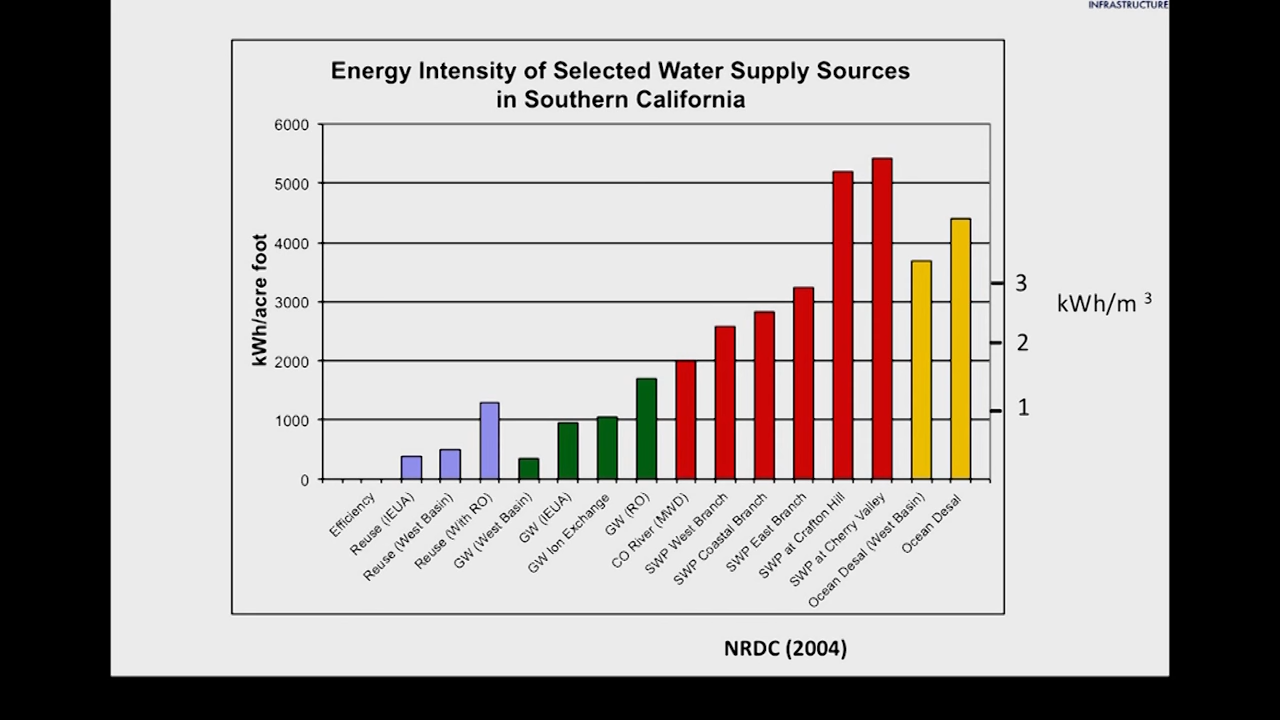 INFRASTRUCTURE
Energy Intensity of Selected Water Supply Sources
in Southern California
kWh/acre foot
6000
5000
4000
3000
2000
1000
0
3
2
1
kWh/m 3
Efficiency
Reuse (IEUA)
Reuse (West Basin)
Reuse (With RO)
GW (West Basin)
GW (IEUA)
GW Ion Exchange
GW (RO)
CO River (MWD)
SWP West Branch
SWP Coastal Branch
SWP East Branch
SWP at Crafton Hill
SWP at Cherry Valley
Ocean Desal (West Basin)
Ocean Desal
NRDC (2004)